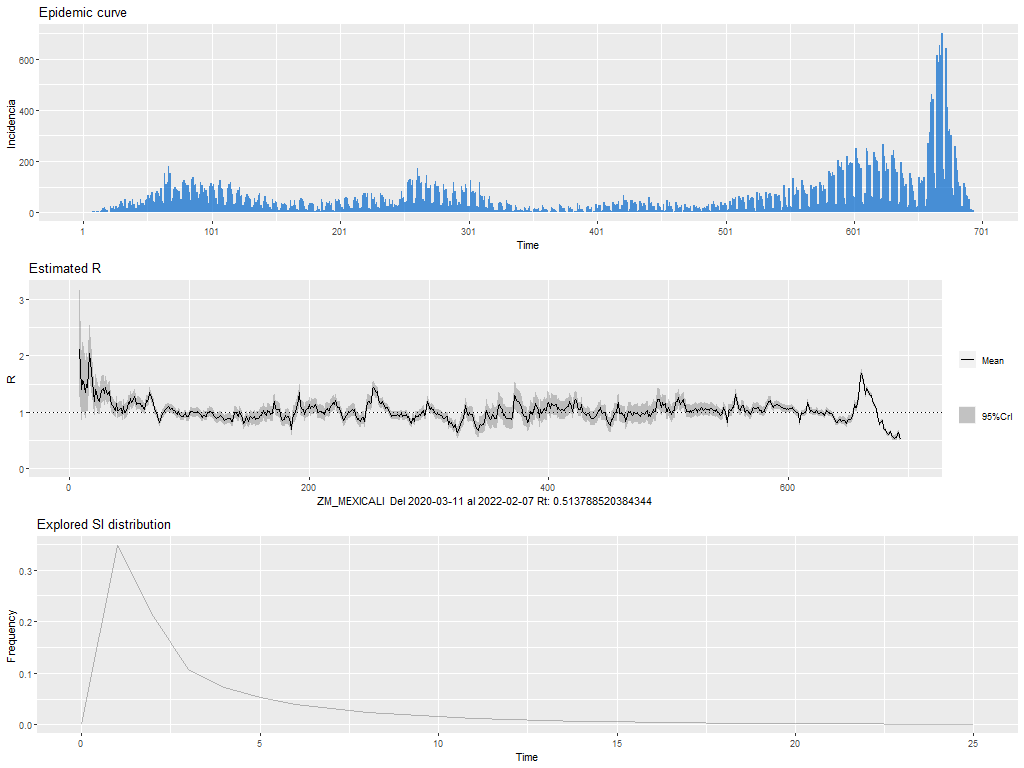 Epidemic curve
Incidencia
600
400
200
0
1 101 201 301 401 501 601 701
Time
Estimated R
R
3
2
1
0
0 200 400 600
Mean
95%CrI
ZM_MEXICALI Del 2020-03-11 al 2022-02-07 Rt: 0.513788520384344
Explored SI distribution
Frequency
0.3
0.2
0.1
0.0
0 5 10 15 20 25
Time